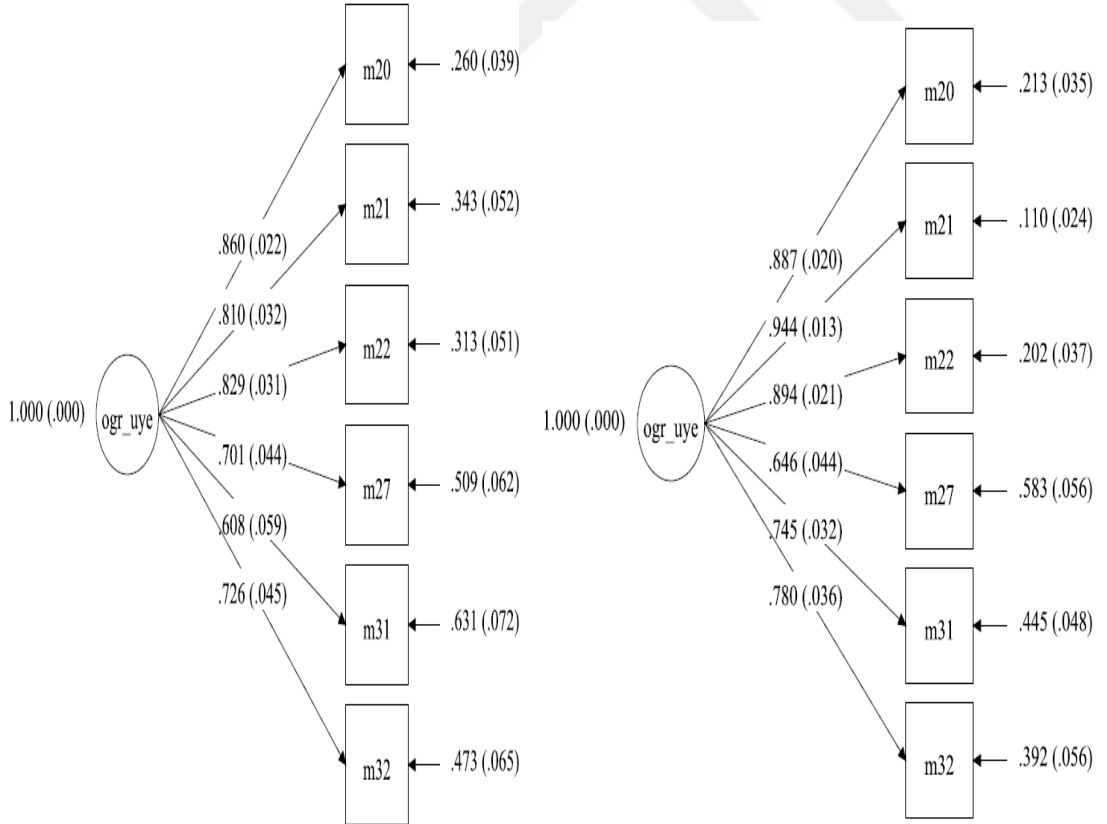 m20
.260 (.039)
m21
.343 (.052)
m22
.313 (.051)
m27
.509 (.062)
m31
.631 (.072)
m32
.473 (.065)
.860 (.022)
.810 (.032)
.829 (.031)
.701 (.044)
.608 (.059)
.726 (.045)
1.000 (.000)
ogr_uye
m20
.213 (.035)
m21
.110 (.024)
m22
.202 (.037)
m27
.583 (.056)
m31
.445 (.048)
m32
.392 (.056)
.887 (.020)
.944 (.013)
.894 (.021)
.646 (.044)
.745 (.032)
.780 (.036)
1.000 (.000)
ogr_uye